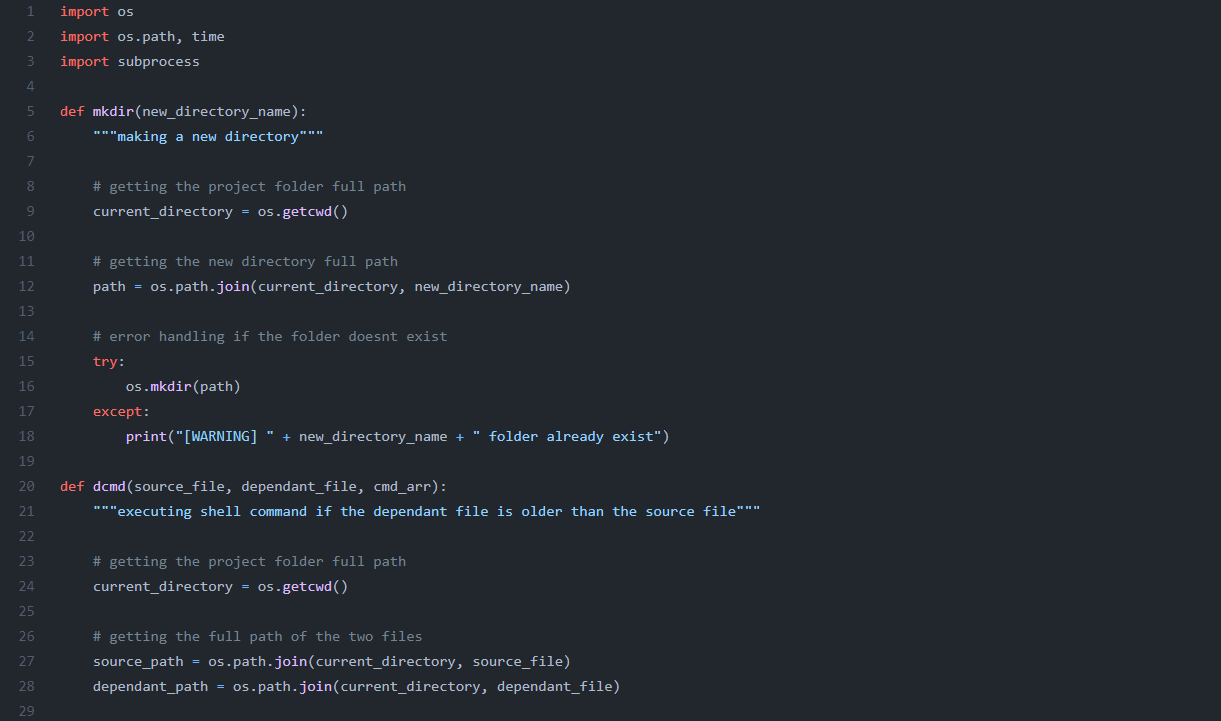 1 import os
2 import os.path, time
3 import subprocess
4
5 def mkdir(new_directory_name):
6     """making a new directory"""
7
8     # getting the project folder full path
9     current_directory = os.getcwd()
10
11     # getting the new directory full path
12     path = os.path.join(current_directory, new_directory_name)
13
14     # error handling if the folder doesnt exist
15     try:
16         os.mkdir(path)
17     except:
18         print("[WARNING] " + new_directory_name + " folder already exist")
19
20 def dcmd(source_file, dependant_file, cmd_arr):
21     """executing shell command if the dependant file is older than the source file"""
22
23     # getting the project folder full path
24     current_directory = os.getcwd()
25
26     # getting the full path of the two files
27     source_path = os.path.join(current_directory, source_file)
28     dependant_path = os.path.join(current_directory, dependant_file)
29